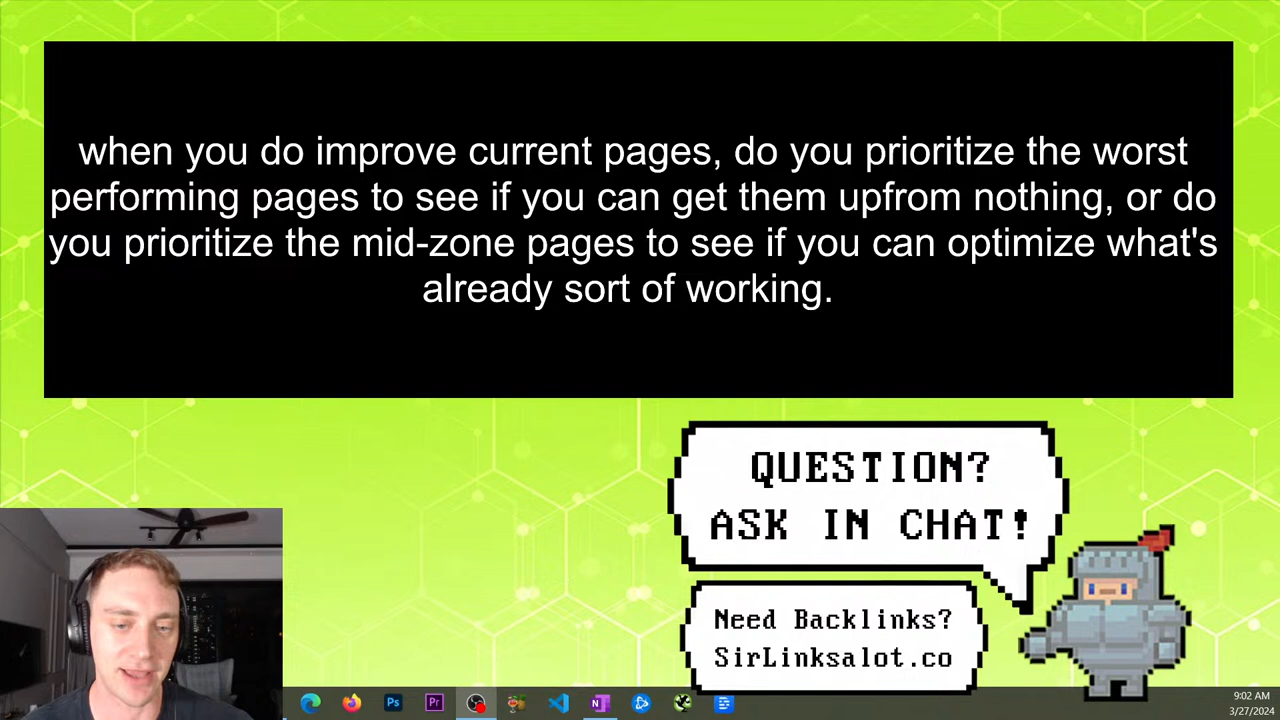 when you do improve current pages, do you prioritize the worst
performing pages to see if you can get them upfrom nothing, or do
you prioritize the mid-zone pages to see if you can optimize what's
already sort of working.
QUESTION?
ASK IN CHAT!
Need Backlinks?
SirLinksalot.co
Ps
Pr
N
9:02 AM
3/27/2024